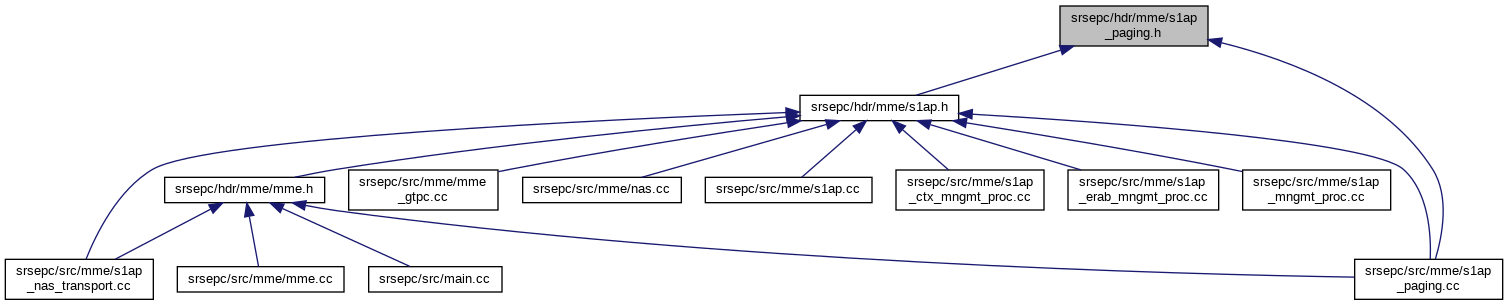 srsepc/hdr/mme/s1ap
_paging.h
srsepc/hdr/mme/s1ap.h
srsepc/hdr/mme/mme.h
srsepc/src/mme/mme
_gtpc.cc
srsepc/src/mme/nas.cc
srsepc/src/mme/s1ap.cc
srsepc/src/mme/s1ap
_ctx_mngmt_proc.cc
srsepc/src/mme/s1ap
_erab_mngmt_proc.cc
srsepc/src/mme/s1ap
_mngmt_proc.cc
srsepc/src/mme/s1ap
_nas_transport.cc
srsepc/src/mme/mme.cc
srsepc/src/main.cc
srsepc/src/mme/s1ap
_paging.cc